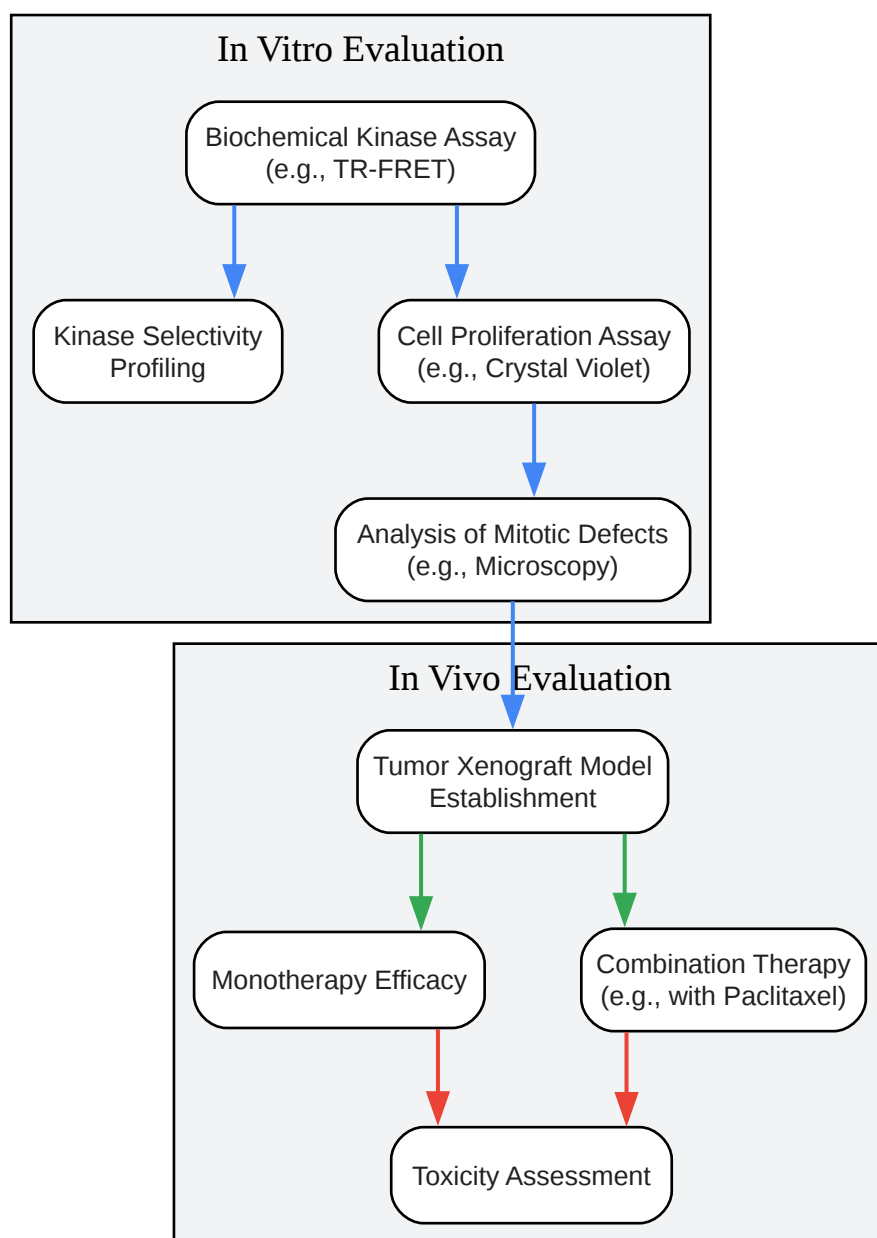 In Vitro Evaluation
Biochemical Kinase Assay
(e.g., TR-FRET)
Kinase Selectivity
Profiling
Cell Proliferation Assay
(e.g., Crystal Violet)
Analysis of Mitotic Defects
(e.g., Microscopy)
In Vivo Evaluation
Tumor Xenograft Model
Establishment
Monotherapy Efficacy
Combination Therapy
(e.g., with Paclitaxel)
Toxicity Assessment